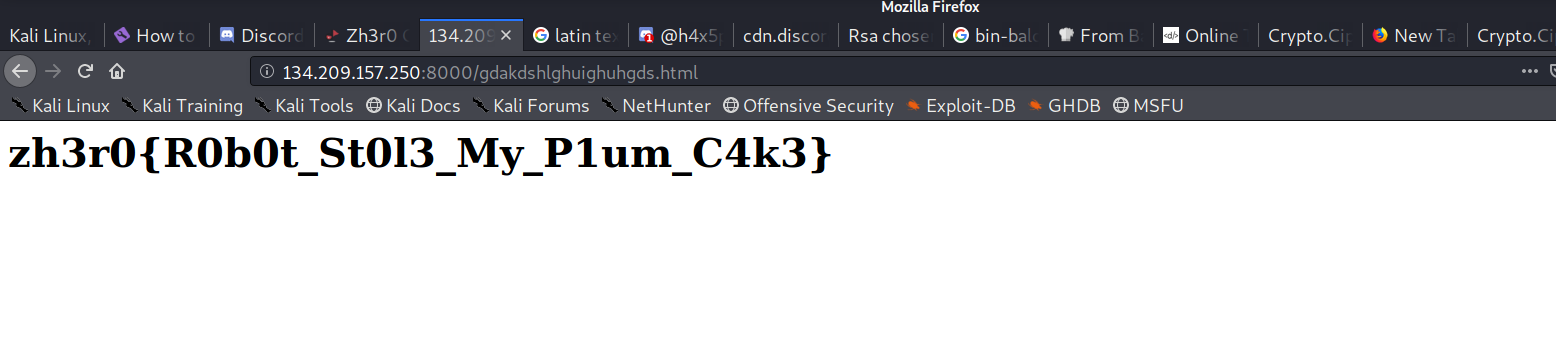 Mozilla Firefox
Kali Linux, How to Discord Zh3r0 134.209 latin te @h4x5 cdn.discor Rsa chose bin-bal From B Online Crypto.Cip New Ta Crypto.Ci
134.209.157.250:8000/gdakdshlghuighuhgds.html
Kali Linux Kali Training Kali Tools Kali Docs Kali Forums NetHunter Offensive Security Exploit-DB GHDB MSFU
zh3r0{R0b0t_St0l3_My_P1um_C4k3}